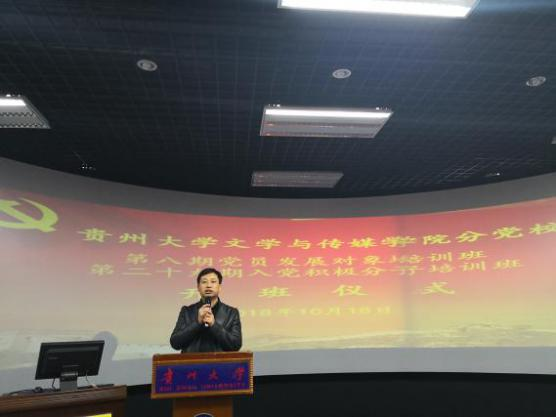 贵州大学文学与传媒学院分党校
第八期党员发展对象培训班
第二十 期入党积极分子培训班
开班仪式
2018年10月18日
贵州大学